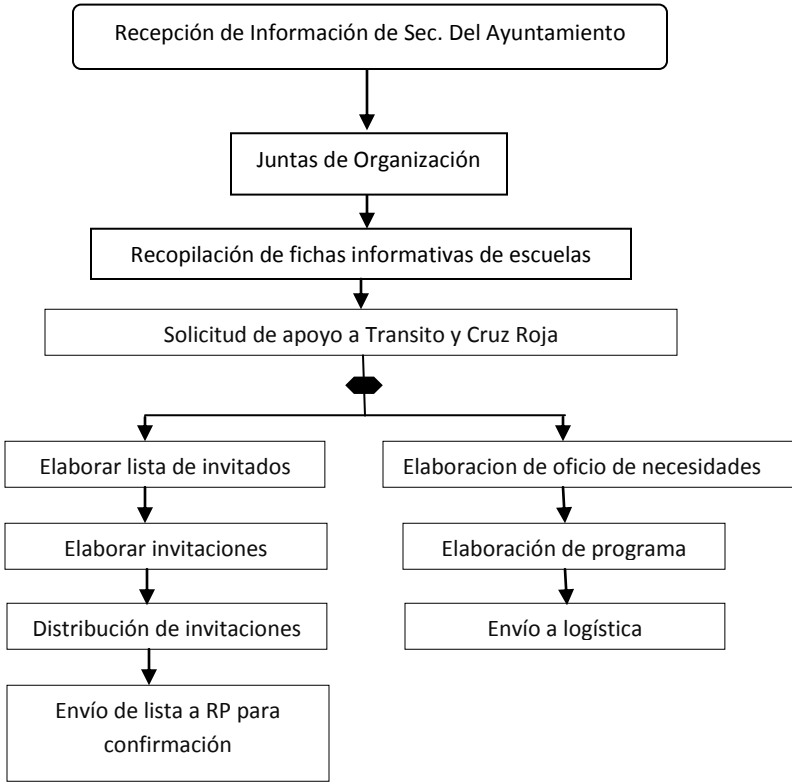 Recepción de Información de Sec. Del Ayuntamiento
Juntas de Organización
Recopilación de fichas informativas de escuelas
Solicitud de apoyo a Transito y Cruz Roja
Elaborar lista de invitados
Elaboracion de oficio de necesidades
Elaborar invitaciones
Elaboración de programa
Distribución de invitaciones
Envío a logística
Envío de lista a RP para
confirmación